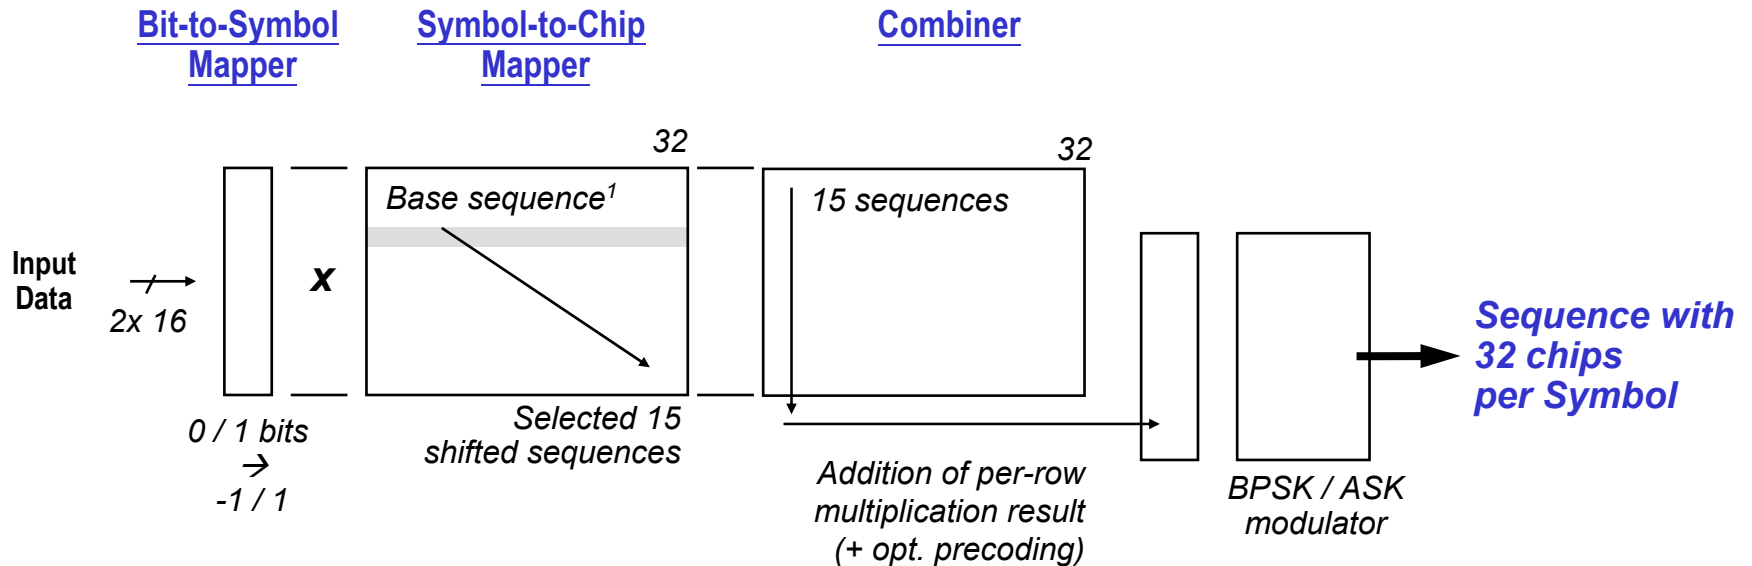 Bit-to-Symbol
Mapper
Symbol-to-Chip
Mapper
Combiner
32
32
Base sequence1
15 sequences
Input
Data
2x 16
x
Sequence with
32 chips
per Symbol
0 / 1 bits
→
-1 / 1
Selected 15
shifted sequences
Addition of per-row
multiplication result
(+ opt. precoding)
BPSK / ASK
modulator